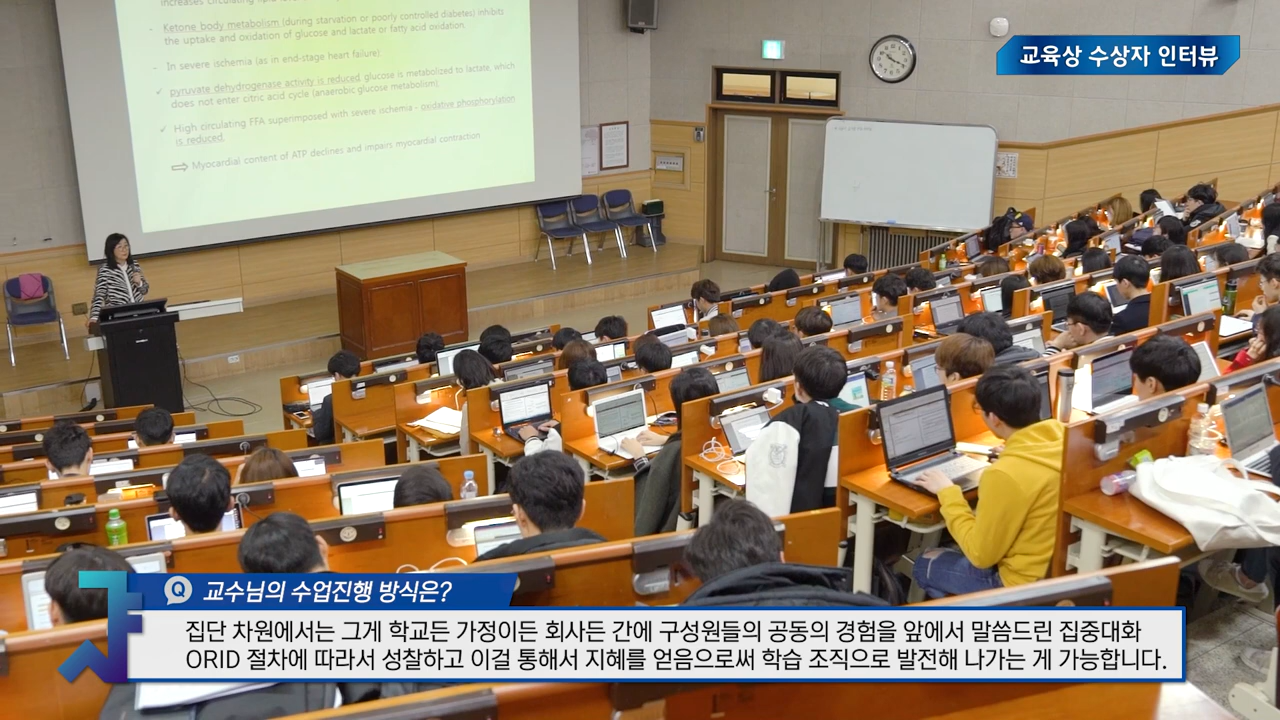 increases circulating
- Ketone body metabolism (during starvation or poorly controlled diabetes) inhibits
the uptake and oxidation of glucose and lactate or fatty acid oxidation.
- In severe ischemia (as in end-stage heart failure)
✓ pyruvate dehydrogenase activity is reduced, glucose is metabolized to lactate, which
does not enter citric acid cycle (anaerobic glucose metabolism).
✓ High circulating FFA superimposed with severe ischemia - oxidative phosphorylation
is reduced.
⇨ Myocardial content of ATP declines and impairs myocardial contraction
교육상 수상자 인터뷰
Q 교수님의 수업진행 방식은?
집단 차원에서는 그게 학교든 가정이든 회사든 간에 구성원들의 공동의 경험을 앞에서 말씀드린 집중대화
ORID 절차에 따라서 성찰하고 이걸 통해서 지혜를 얻음으로써 학습 조직으로 발전해 나가는 게 가능합니다.